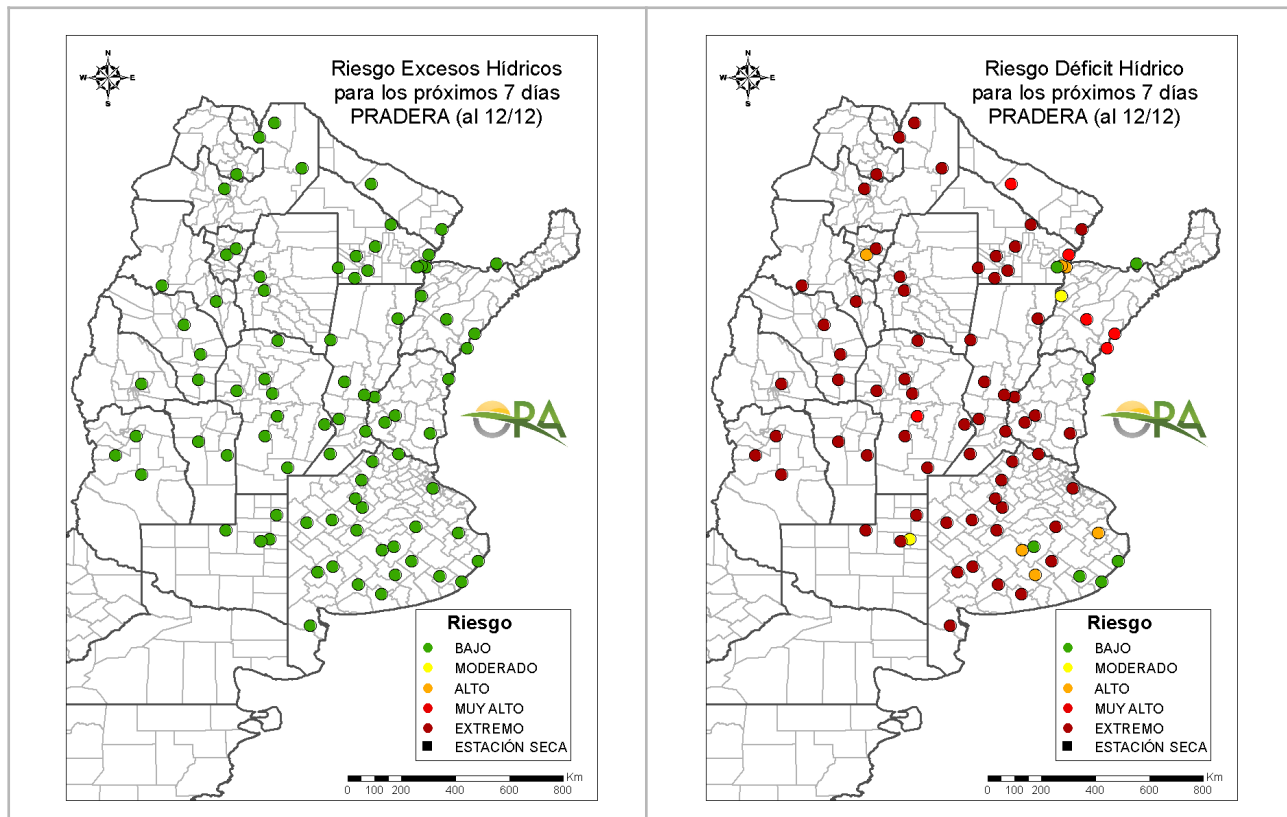 N
W E
S
Riesgo Excesos Hídricos
para los próximos 7 días
PRADERA (al 12/12)
ORA
Riesgo
BAJO
MODERADO
ALTO
MUY ALTO
EXTREMO
ESTACIÓN SECA
Km
0 100 200 400 600 800
N
W E
S
Riesgo Déficit Hídrico
para los próximos 7 días
PRADERA (al 12/12)
ORA
Riesgo
BAJO
MODERADO
ALTO
MUY ALTO
EXTREMO
ESTACIÓN SECA
Km
0 100 200 400 600 800